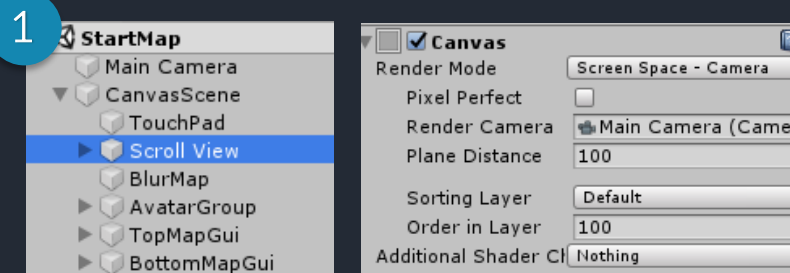 1
StartMap
Main Camera
CanvasScene
TouchPad
Scroll View
BlurMap
AvatarGroup
TopMapGui
BottomMapGui
Canvas
Render Mode Screen Space - Camera
Pixel Perfect
Render Camera Main Camera (Came
Plane Distance 100
Sorting Layer Default
Order in Layer 100
Additional Shader Ch Nothing